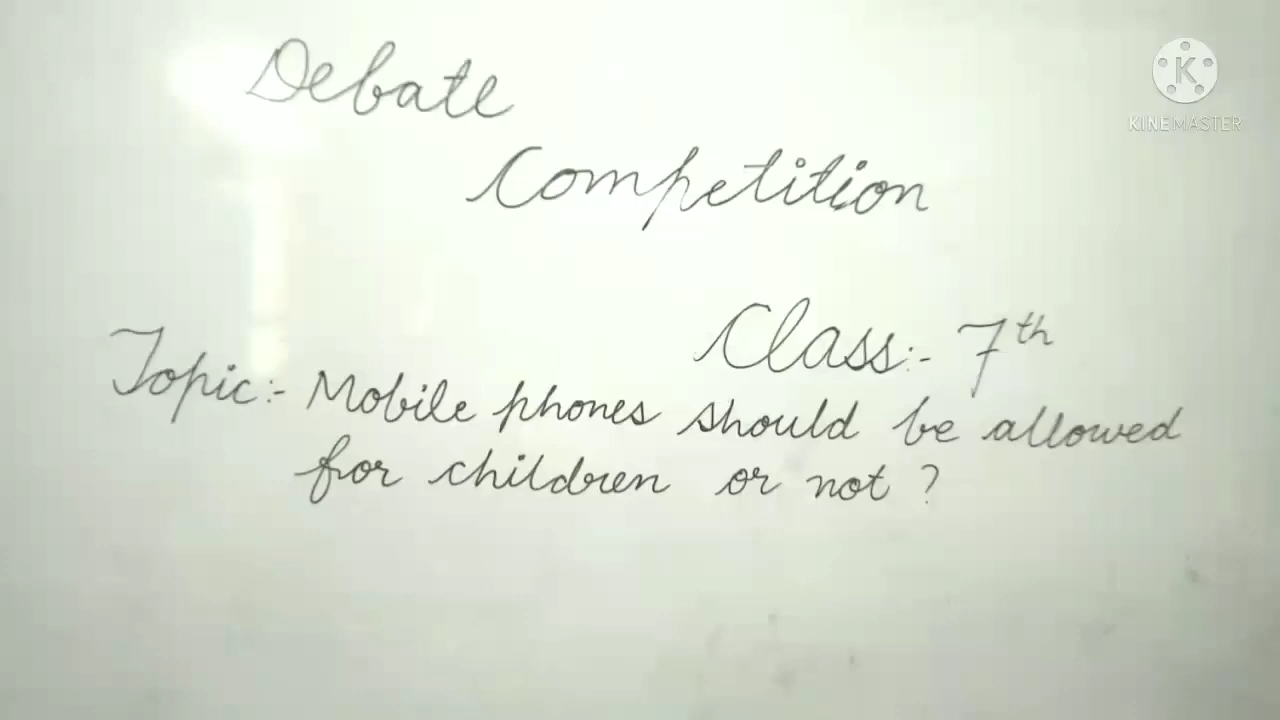 Debate
Competition
Class:- 7th
Topic:- Mobile phones should be allowed
for children or not ?
KINEMASTER